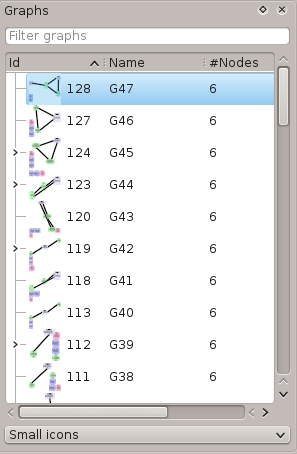 Graphs
Filter graphs
Id Name #Nodes
128 G47 6
127 G46 6
124 G45 6
123 G44 6
120 G43 6
119 G42 6
118 G41 6
113 G40 6
112 G39 6
111 G38 6
Small icons